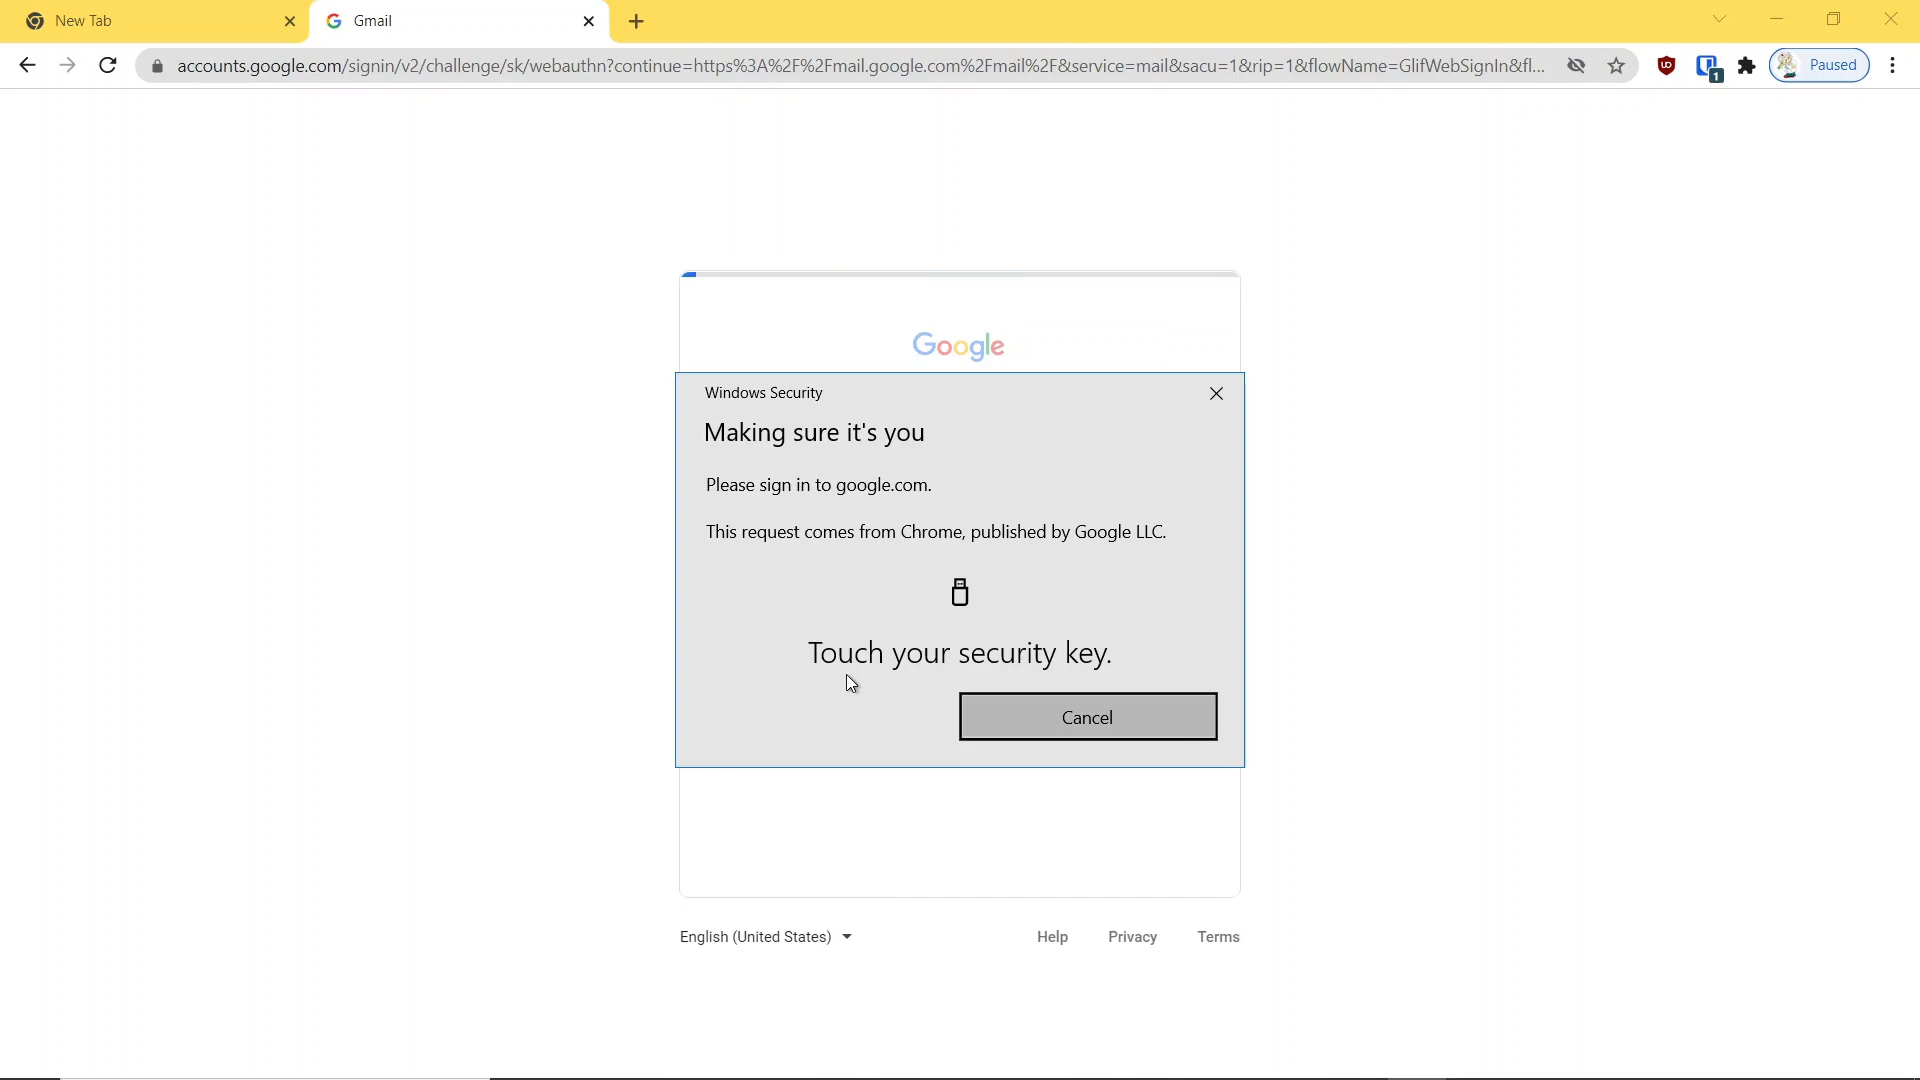 New Tab
Gmail
accounts.google.com/signin/v2/challenge/sk/webauthn?continue=https%3A%2F%2Fmail.google.com%2Fmail%2F&service=mail&sacu=1&rip=1&flowName=GlifWebSignIn&fl...
1
Paused
Google
Windows Security
Making sure it's you
Please sign in to google.com.
This request comes from Chrome, published by Google LLC.
Touch your security key.
Cancel
English (United States)
Help
Privacy
Terms